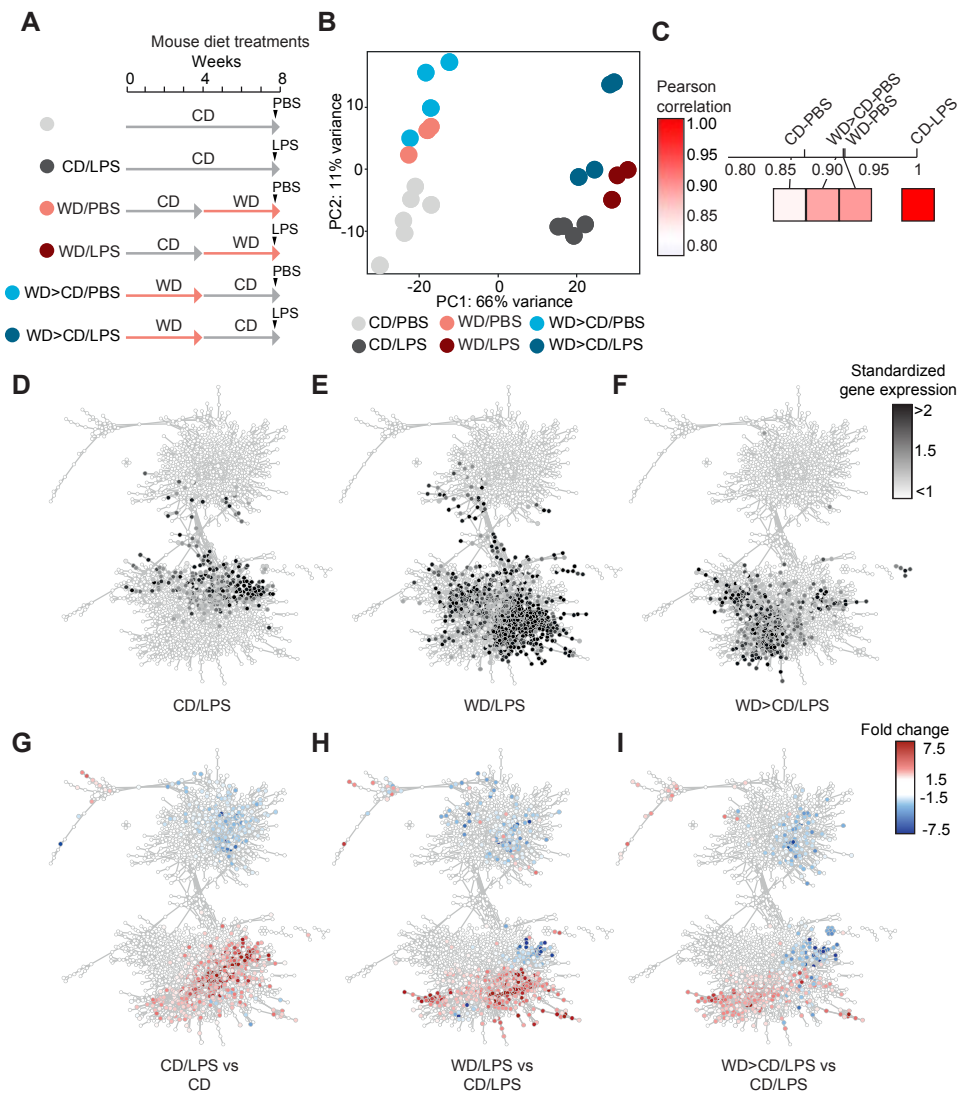 A
Mouse diet treatments
Weeks
0 4 8
CD PBS
CD/LPS CD LPS
WD/PBS CD WD PBS
WD/LPS CD WD LPS
WD>CD/PBS WD CD PBS
WD>CD/LPS WD CD LPS
B
PC2: 11% variance
10
0
-10
-20 0 20
PC1: 66% variance
CD/PBS WD/PBS WD>CD/PBS
CD/LPS WD/LPS WD>CD/LPS
C
Pearson
correlation
1.00
0.95
0.90
0.85
0.80
CD-PBS
WD>CD-PBS
WD-PBS
CD-LPS
0.80 0.85 0.90 0.95 1
D
CD/LPS
E
WD/LPS
F
WD>CD/LPS
Standardized
gene expression
>2
1.5
<1
G
CD/LPS vs
CD
H
WD/LPS vs
CD/LPS
I
WD>CD/LPS vs
CD/LPS
Fold change
7.5
1.5
-1.5
-7.5